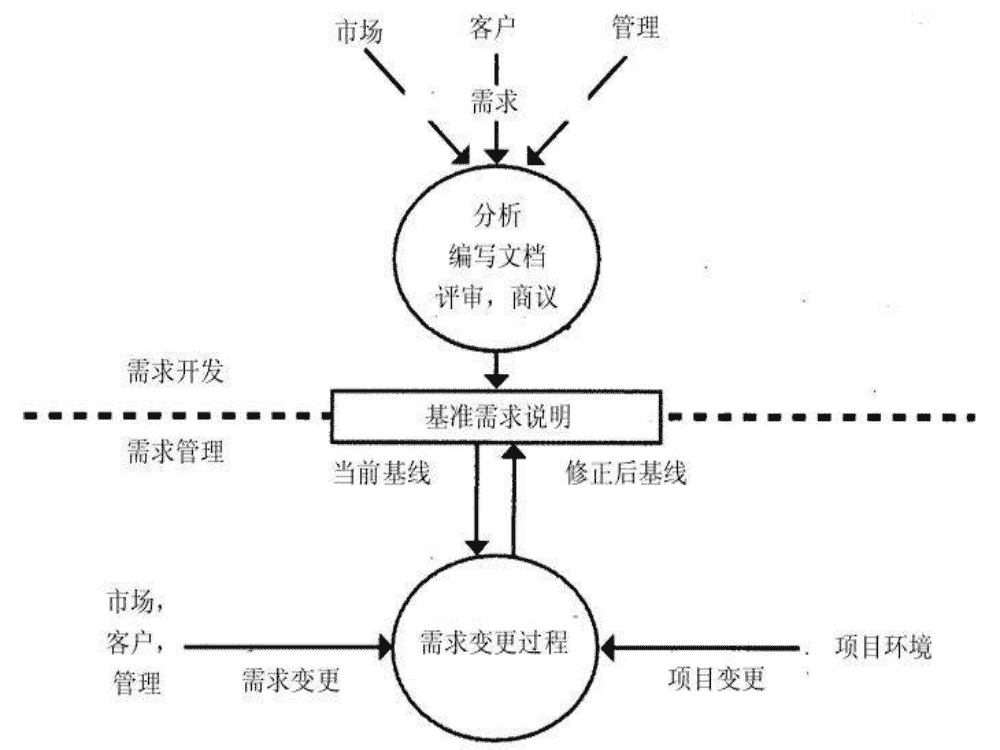 市场
客户
管理
需求
分析
编写文档
评审，商议
需求开发
基准需求说明
需求管理
当前基线
修正后基线
市场，
客户，
管理
需求变更
需求变更过程
项目变更
项目环境